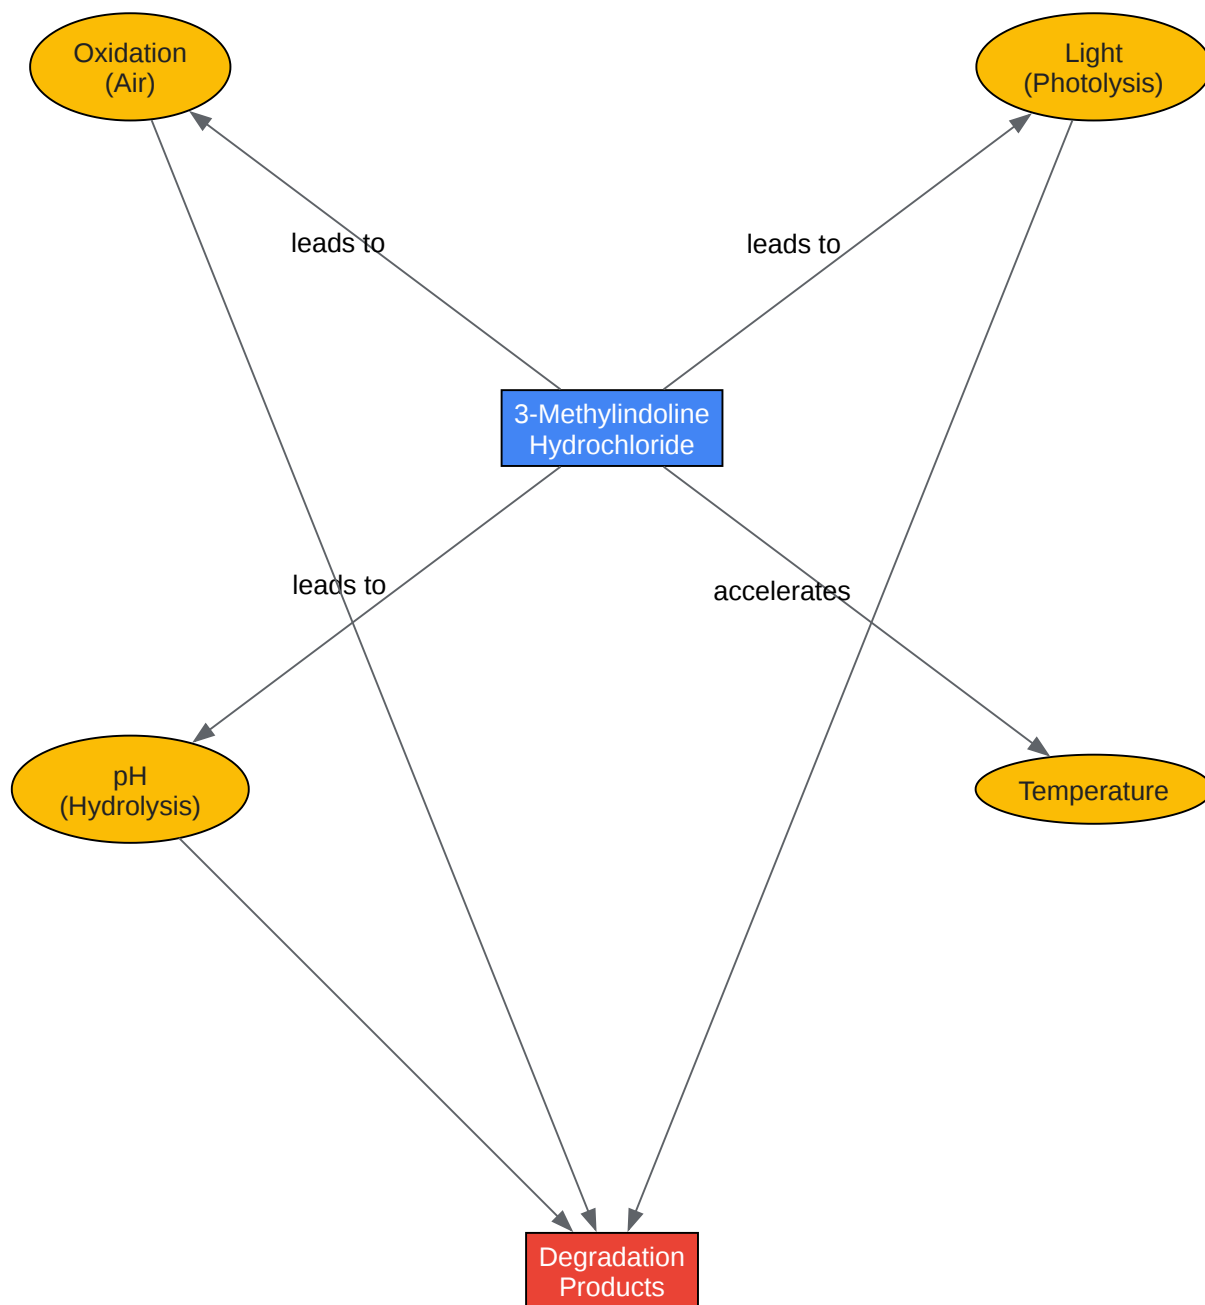 Oxidation
(Air)
Light
(Photolysis)
leads to
leads to
3-Methylindoline
Hydrochloride
leads to
accelerates
pH
(Hydrolysis)
Temperature
Degradation
Products